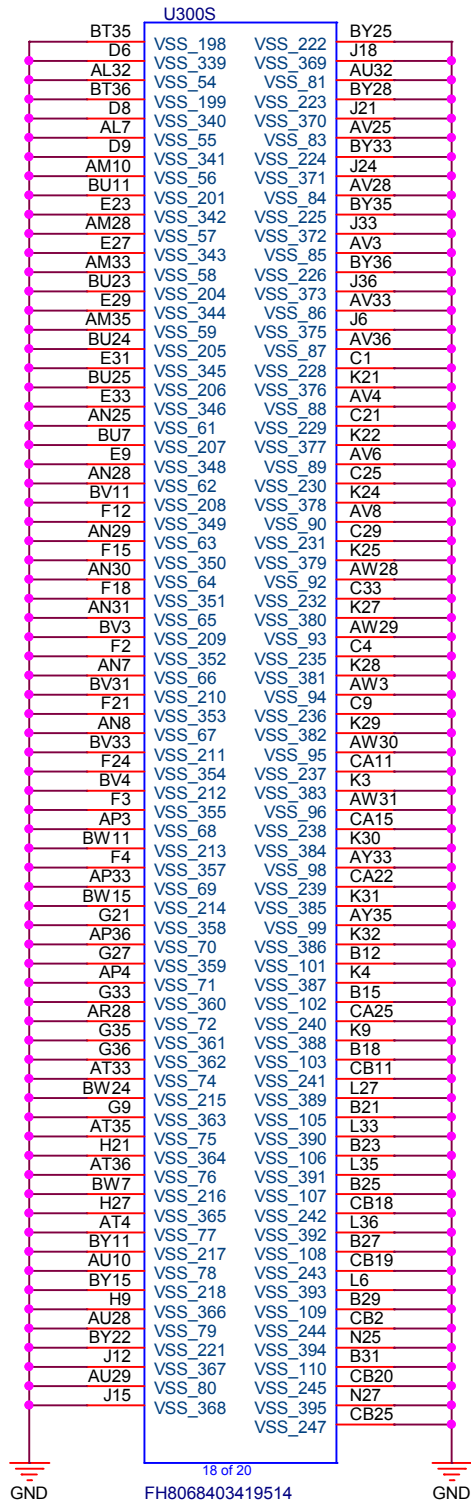 U300S
BT35 VSS_198 VSS_222 BY25
D6 VSS_339 VSS_369 J18
AL32 VSS_54 VSS_81 AU32
BT36 VSS_199 VSS_223 BY28
D8 VSS_340 VSS_370 J21
AL7 VSS_55 VSS_83 AV25
D9 VSS_341 VSS_224 BY33
AM10 VSS_56 VSS_371 J24
BU11 VSS_201 VSS_84 AV28
E23 VSS_342 VSS_225 BY35
AM28 VSS_57 VSS_372 J33
E27 VSS_343 VSS_85 AV3
AM33 VSS_58 VSS_226 BY36
BU23 VSS_204 VSS_373 J36
E29 VSS_344 VSS_86 AV33
AM35 VSS_59 VSS_375 J6
BU24 VSS_205 VSS_87 AV36
E31 VSS_345 VSS_228 C1
BU25 VSS_206 VSS_376 K21
E33 VSS_346 VSS_88 AV4
AN25 VSS_61 VSS_229 C21
BU7 VSS_207 VSS_377 K22
E9 VSS_348 VSS_89 AV6
AN28 VSS_62 VSS_230 C25
BV11 VSS_208 VSS_378 K24
F12 VSS_349 VSS_90 AV8
AN29 VSS_63 VSS_231 C29
F15 VSS_350 VSS_379 K25
AN30 VSS_64 VSS_92 AW28
F18 VSS_351 VSS_232 C33
AN31 VSS_65 VSS_380 K27
BV3 VSS_209 VSS_93 AW29
F2 VSS_352 VSS_235 C4
AN7 VSS_66 VSS_381 K28
BV31 VSS_210 VSS_94 AW3
F21 VSS_353 VSS_236 C9
AN8 VSS_67 VSS_382 K29
BV33 VSS_211 VSS_95 AW30
F24 VSS_354 VSS_237 CA11
BV4 VSS_212 VSS_383 K3
F3 VSS_355 VSS_96 AW31
AP3 VSS_68 VSS_238 CA15
BW11 VSS_213 VSS_384 K30
F4 VSS_357 VSS_98 AY33
AP33 VSS_69 VSS_239 CA22
BW15 VSS_214 VSS_385 K31
G21 VSS_358 VSS_99 AY35
AP36 VSS_70 VSS_386 K32
G27 VSS_359 VSS_101 B12
AP4 VSS_71 VSS_387 K4
G33 VSS_360 VSS_102 B15
AR28 VSS_72 VSS_240 CA25
G35 VSS_361 VSS_388 K9
G36 VSS_362 VSS_103 B18
AT33 VSS_74 VSS_241 CB11
BW24 VSS_215 VSS_389 L27
G9 VSS_363 VSS_105 B21
AT35 VSS_75 VSS_390 L33
H21 VSS_364 VSS_106 B23
AT36 VSS_76 VSS_391 L35
BW7 VSS_216 VSS_107 B25
H27 VSS_365 VSS_242 CB18
AT4 VSS_77 VSS_392 L36
BY11 VSS_217 VSS_108 B27
AU10 VSS_78 VSS_243 CB19
BY15 VSS_218 VSS_393 L6
H9 VSS_366 VSS_109 B29
AU28 VSS_79 VSS_244 CB2
BY22 VSS_221 VSS_394 N25
J12 VSS_367 VSS_110 B31
AU29 VSS_80 VSS_245 CB20
J15 VSS_368 VSS_395 N27
VSS_247 CB25
18 of 20
GND FH8068403419514 GND